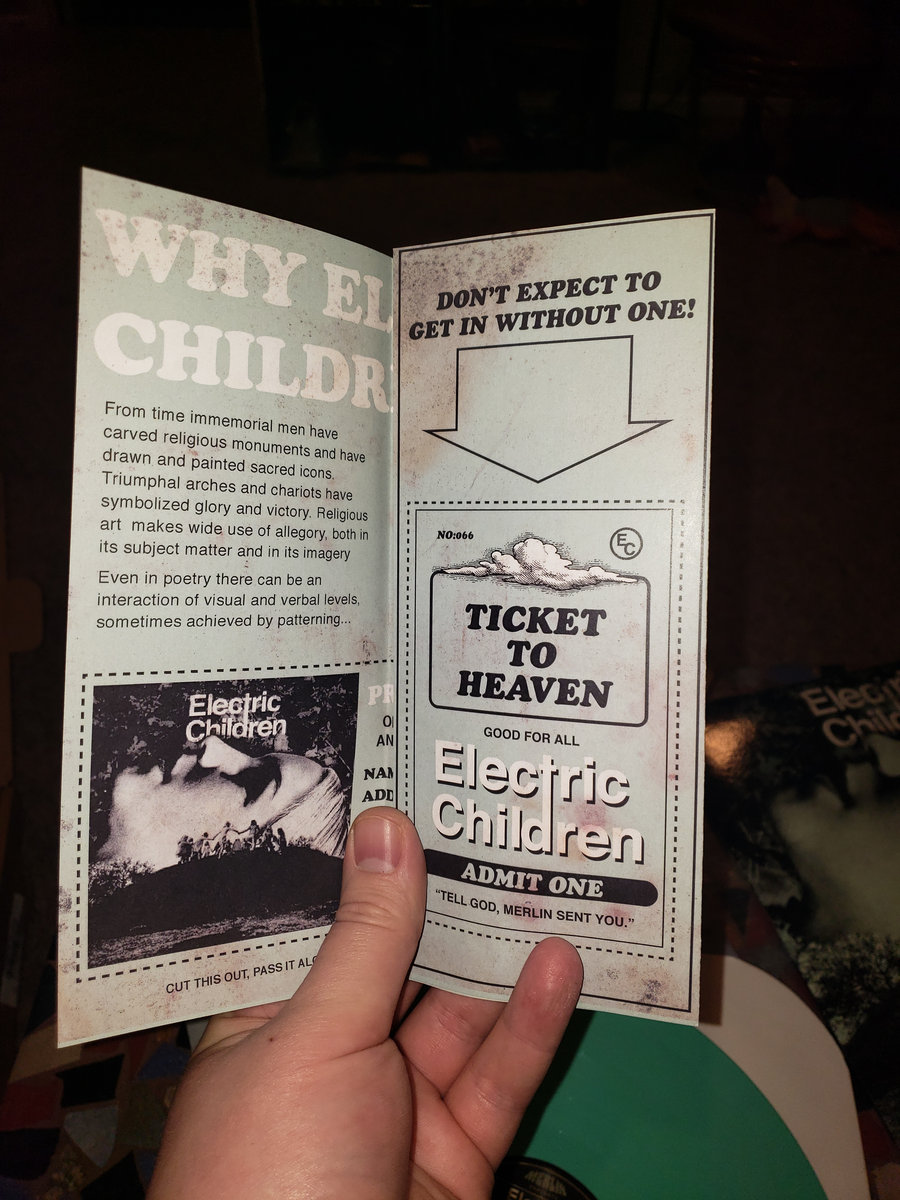 WHY EL
CHILDR
From time immemorial men have
carved religious monuments and have
drawn and painted sacred icons.
Triumphal arches and chariots have
symbolized glory and victory. Religious
art makes wide use of allegory, both in
its subject matter and in its imagery
Even in poetry there can be an
interaction of visual and verbal levels,
sometimes achieved by patterning...
Electric
Children
PR
AN
NAM
ADD
CUT THIS OUT, PASS IT ALO
DON'T EXPECT TO
GET IN WITHOUT ONE!
NO:066
EC
TICKET
TO
HEAVEN
GOOD FOR ALL
Electric
Children
ADMIT ONE
"TELL GOD, MERLIN SENT YOU."
Electr
Child